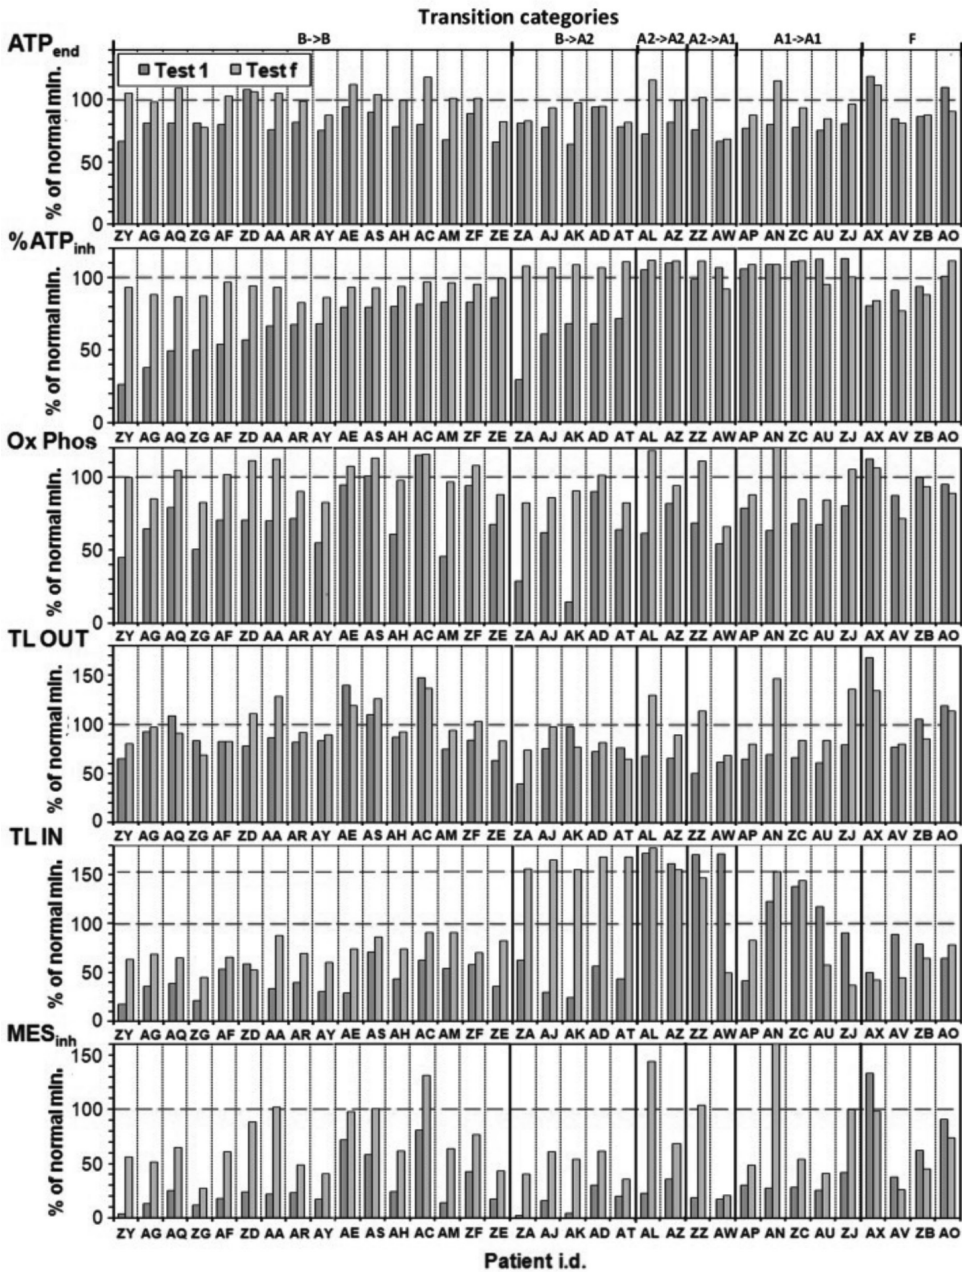 Transition categories
ATPend B->B B->A2 A2->A2 A2->A1 A1->A1 F
Test 1 Test f
% of normal mln.
100
50
0
ZY AG AQ ZG AF ZD AA AR AY AE AS AH AC AM ZF ZE ZA AJ AK AD AT AL AZ ZZ AW AP AN ZC AU ZJ AX AV ZB AO
%ATPinh
% of normal mln.
100
50
0
ZY AG AQ ZG AF ZD AA AR AY AE AS AH AC AM ZF ZE ZA AJ AK AD AT AL AZ ZZ AW AP AN ZC AU ZJ AX AV ZB AO
Ox Phos
% of normal mln.
100
50
0
ZY AG AQ ZG AF ZD AA AR AY AE AS AH AC AM ZF ZE ZA AJ AK AD AT AL AZ ZZ AW AP AN ZC AU ZJ AX AV ZB AO
TL OUT
% of normal mln.
150
100
50
0
ZY AG AQ ZG AF ZD AA AR AY AE AS AH AC AM ZF ZE ZA AJ AK AD AT AL AZ ZZ AW AP AN ZC AU ZJ AX AV ZB AO
TL IN
% of normal mln.
150
100
50
0
ZY AG AQ ZG AF ZD AA AR AY AE AS AH AC AM ZF ZE ZA AJ AK AD AT AL AZ ZZ AW AP AN ZC AU ZJ AX AV ZB AO
MESinh
% of normal mln.
150
100
50
0
ZY AG AQ ZG AF ZD AA AR AY AE AS AH AC AM ZF ZE ZA AJ AK AD AT AL AZ ZZ AW AP AN ZC AU ZJ AX AV ZB AO
Patient i.d.